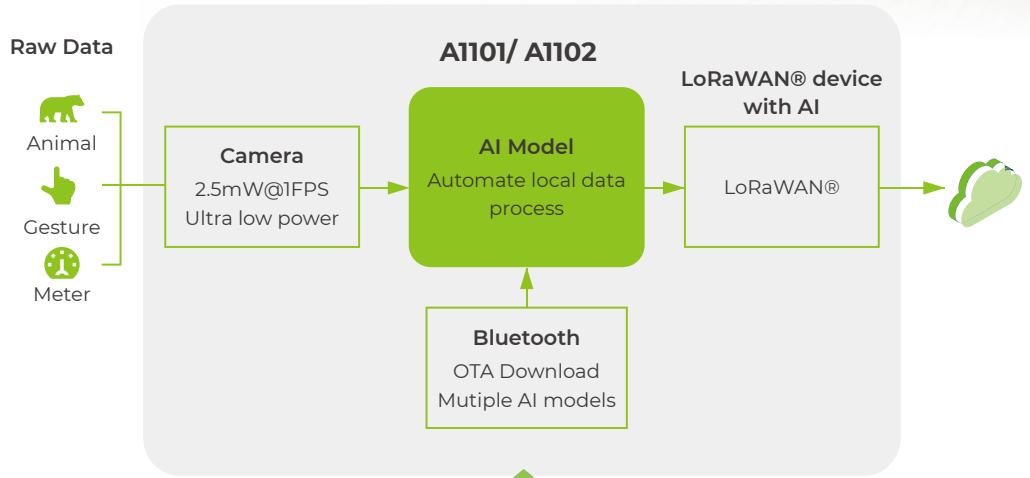 Raw Data
Animal
Gesture
Meter
A1101/ A1102
Camera
2.5mW@1FPS
Ultra low power
AI Model
Automate local data
process
LoRaWAN® device
with AI
LoRaWAN®
Bluetooth
OTA Download
Mutiple AI models